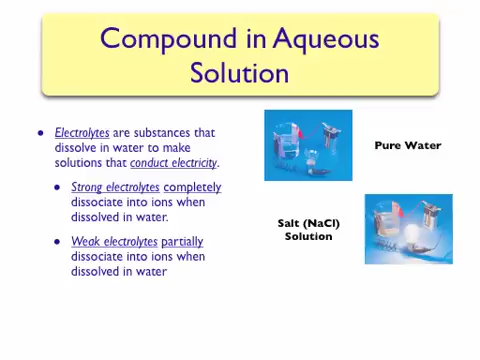 Compound in Aqueous
Solution
• Electrolytes are substances that
dissolve in water to make
solutions that conduct electricity.
• Strong electrolytes completely
dissociate into ions when
dissolved in water.
• Weak electrolytes partially
dissociate into ions when
dissolved in water
Pure Water
Salt (NaCl)
Solution